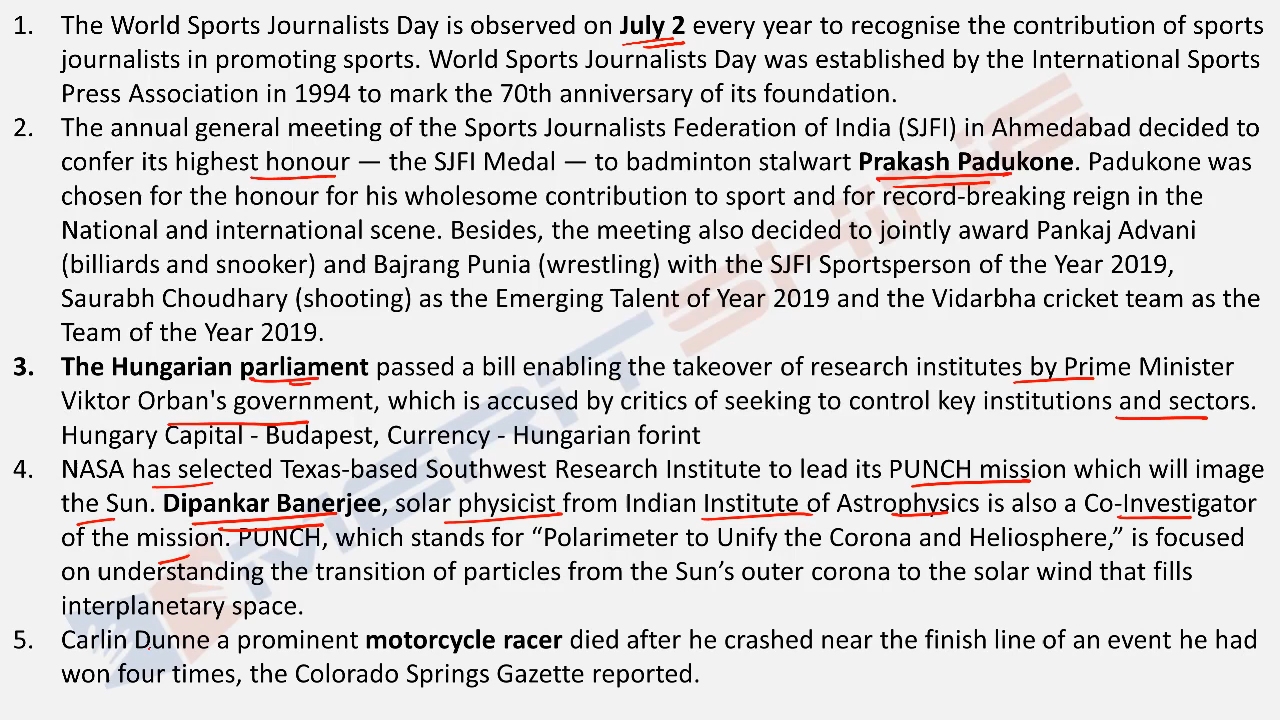 1. The World Sports Journalists Day is observed on July 2 every year to recognise the contribution of sports
journalists in promoting sports. World Sports Journalists Day was established by the International Sports
Press Association in 1994 to mark the 70th anniversary of its foundation.
2. The annual general meeting of the Sports Journalists Federation of India (SJFI) in Ahmedabad decided to
confer its highest honour — the SJFI Medal — to badminton stalwart Prakash Padukone. Padukone was
chosen for the honour for his wholesome contribution to sport and for record-breaking reign in the
National and international scene. Besides, the meeting also decided to jointly award Pankaj Advani
(billiards and snooker) and Bajrang Punia (wrestling) with the SJFI Sportsperson of the Year 2019,
Saurabh Choudhary (shooting) as the Emerging Talent of Year 2019 and the Vidarbha cricket team as the
Team of the Year 2019.
3. The Hungarian parliament passed a bill enabling the takeover of research institutes by Prime Minister
Viktor Orban's government, which is accused by critics of seeking to control key institutions and sectors.
Hungary Capital - Budapest, Currency - Hungarian forint
4. NASA has selected Texas-based Southwest Research Institute to lead its PUNCH mission which will image
the Sun. Dipankar Banerjee, solar physicist from Indian Institute of Astrophysics is also a Co-Investigator
of the mission. PUNCH, which stands for “Polarimeter to Unify the Corona and Heliosphere,” is focused
on understanding the transition of particles from the Sun’s outer corona to the solar wind that fills
interplanetary space.
5. Carlin Dunne a prominent motorcycle racer died after he crashed near the finish line of an event he had
won four times, the Colorado Springs Gazette reported.
MERITSHINE